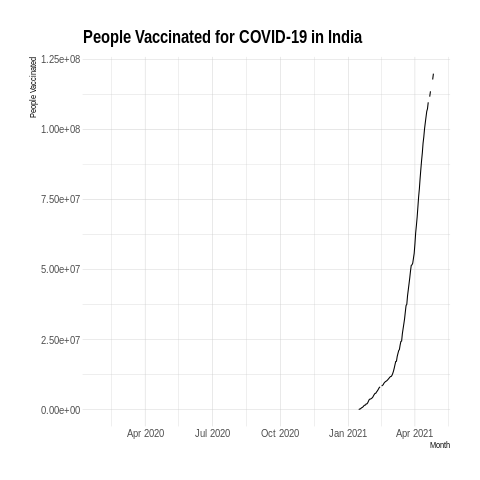 People Vaccinated for COVID-19 in India
People Vaccinated
1.25e+08
1.00e+08
7.50e+07
5.00e+07
2.50e+07
0.00e+00
Apr 2020 Jul 2020 Oct 2020 Jan 2021 Apr 2021
Month